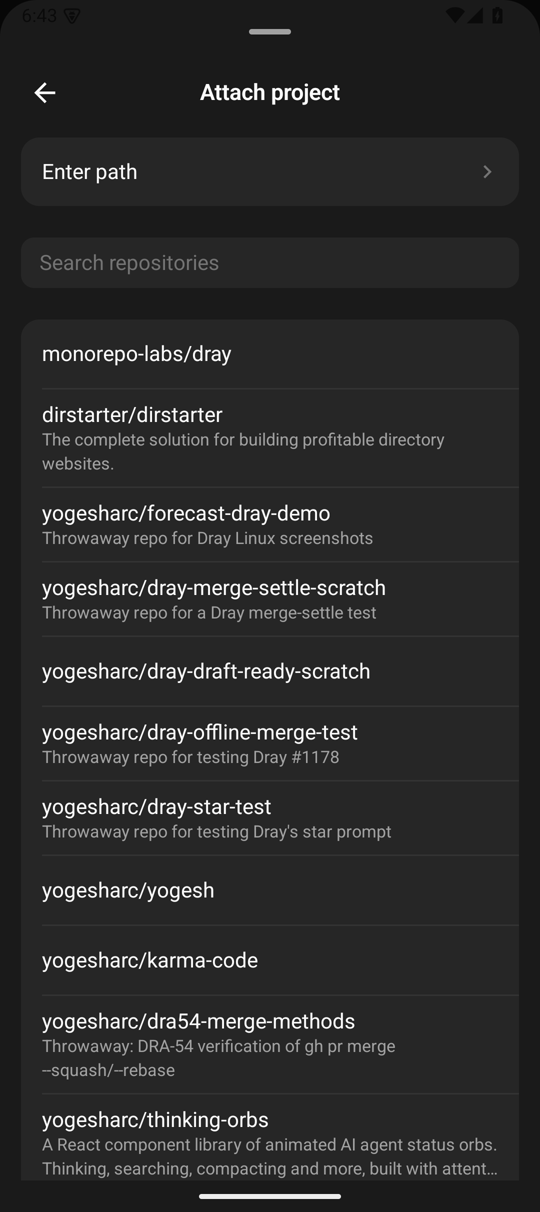 6:43
Attach project
Enter path
Search repositories
monorepo-labs/dray
dirstarter/dirstarter
The complete solution for building profitable directory
websites.
yogesharc/forecast-dray-demo
Throwaway repo for Dray Linux screenshots
yogesharc/dray-merge-settle-scratch
Throwaway repo for a Dray merge-settle test
yogesharc/dray-draft-ready-scratch
yogesharc/dray-offline-merge-test
Throwaway repo for testing Dray #1178
yogesharc/dray-star-test
Throwaway repo for testing Dray's star prompt
yogesharc/yogesh
yogesharc/karma-code
yogesharc/dra54-merge-methods
Throwaway: DRA-54 verification of gh pr merge
--squash/--rebase
yogesharc/thinking-orbs
A React component library of animated AI agent status orbs.
Thinking, searching, compacting and more, built with attent...